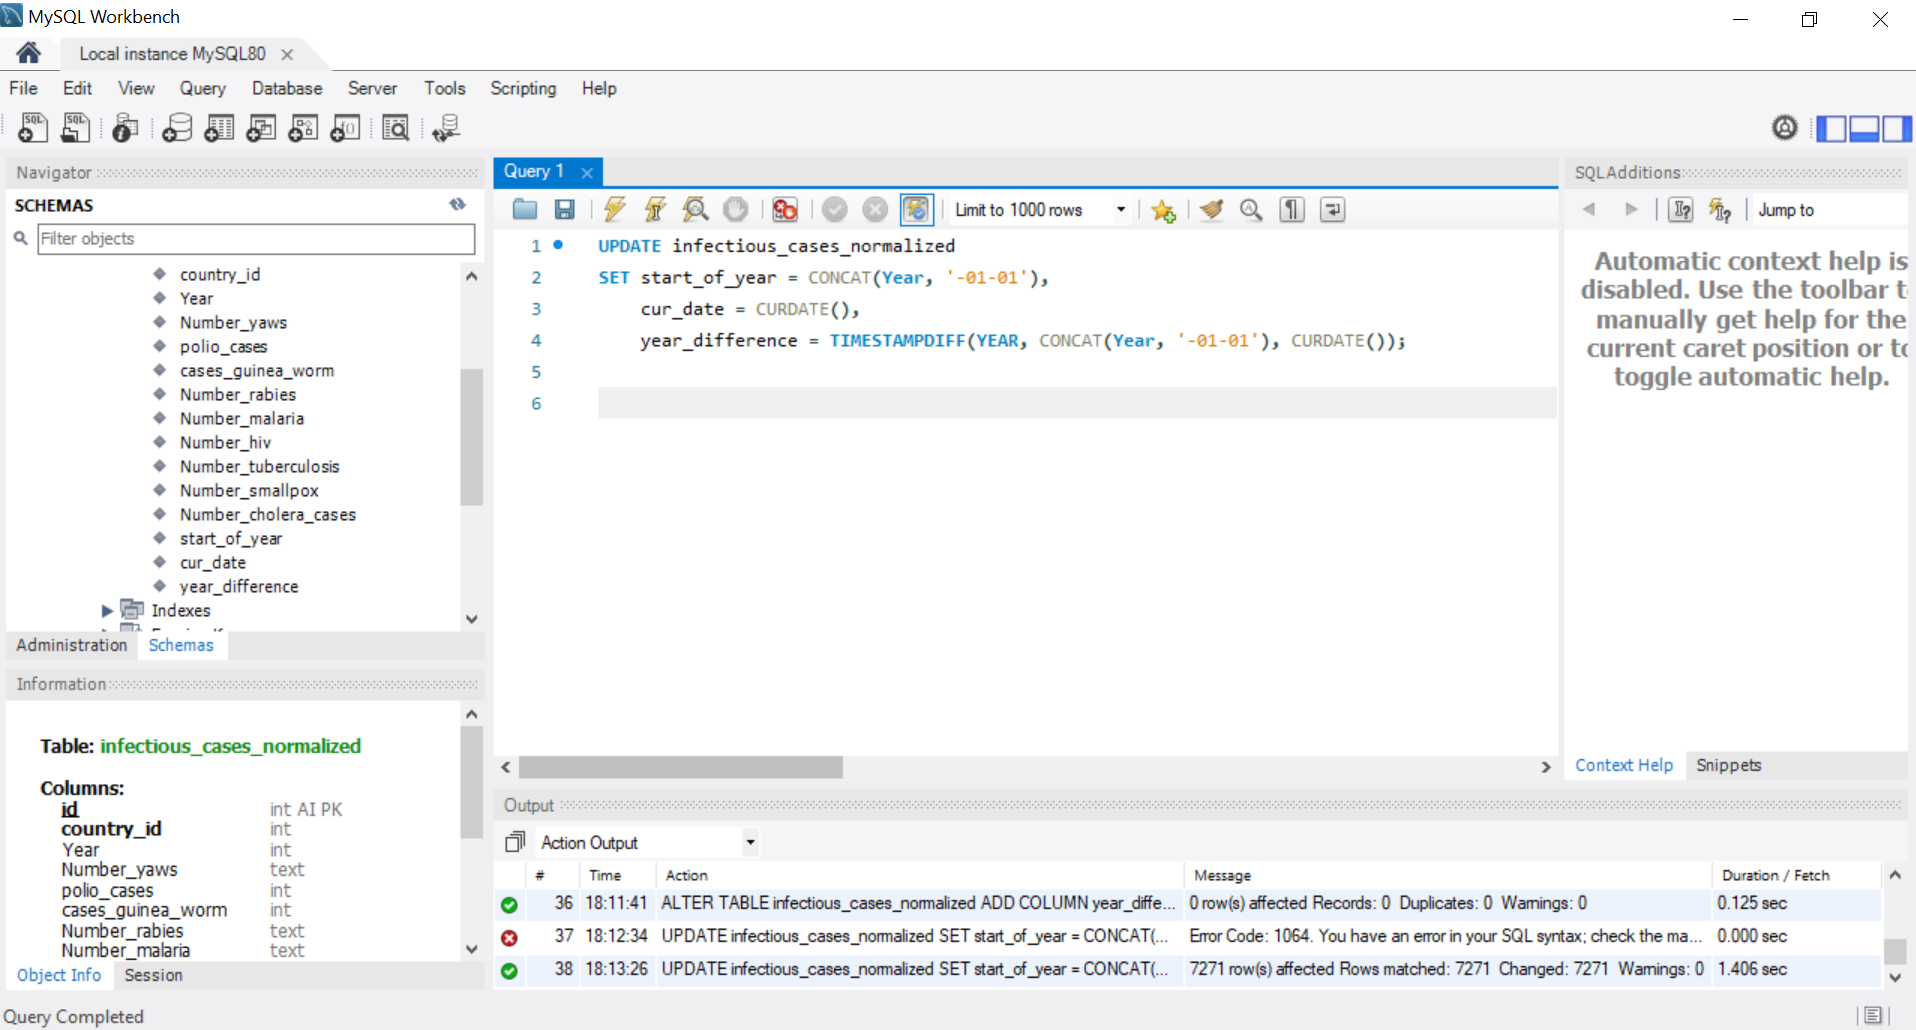 MySQL Workbench
Local instance MySQL80
File Edit View Query Database Server Tools Scripting Help
Navigator
SCHEMAS
Filter objects
country_id
Year
Number_yaws
polio_cases
cases_guinea_worm
Number_rabies
Number_malaria
Number_hiv
Number_tuberculosis
Number_smallpox
Number_cholera_cases
start_of_year
cur_date
year_difference
Indexes
Administration Schemas
Information
Table: infectious_cases_normalized
Columns:
id int AI PK
country_id int
Year int
Number_yaws text
polio_cases int
cases_guinea_worm int
Number_rabies text
Number_malaria text
Object Info Session
Query Completed
Query 1
Limit to 1000 rows
1 UPDATE infectious_cases_normalized
2 SET start_of_year = CONCAT(Year, '-01-01'),
3 cur_date = CURDATE(),
4 year_difference = TIMESTAMPDIFF(YEAR, CONCAT(Year, '-01-01'), CURDATE());
5
6
SQLAdditions
Jump to
Automatic context help is
disabled. Use the toolbar t
manually get help for the
current caret position or to
toggle automatic help.
Context Help Snippets
Output
Action Output
# Time Action Message Duration / Fetch
36 18:11:41 ALTER TABLE infectious_cases_normalized ADD COLUMN year_diffe... 0 row(s) affected Records: 0 Duplicates: 0 Warnings: 0 0.125 sec
37 18:12:34 UPDATE infectious_cases_normalized SET start_of_year = CONCAT(... Error Code: 1064. You have an error in your SQL syntax; check the ma... 0.000 sec
38 18:13:26 UPDATE infectious_cases_normalized SET start_of_year = CONCAT(... 7271 row(s) affected Rows matched: 7271 Changed: 7271 Warnings: 0 1.406 sec